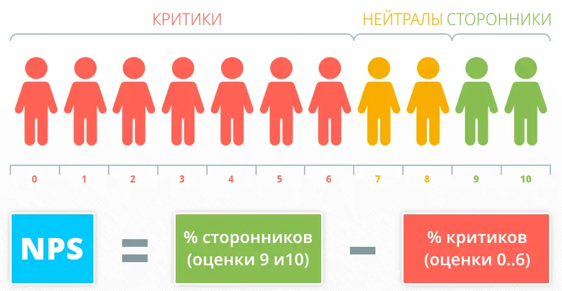 КРИТИКИ НЕЙТРАЛЫ СТОРОННИКИ
0 1 2 3 4 5 6 7 8 9 10
NPS = % сторонников — % критиков
(оценки 9 и10) (оценки 0..6)